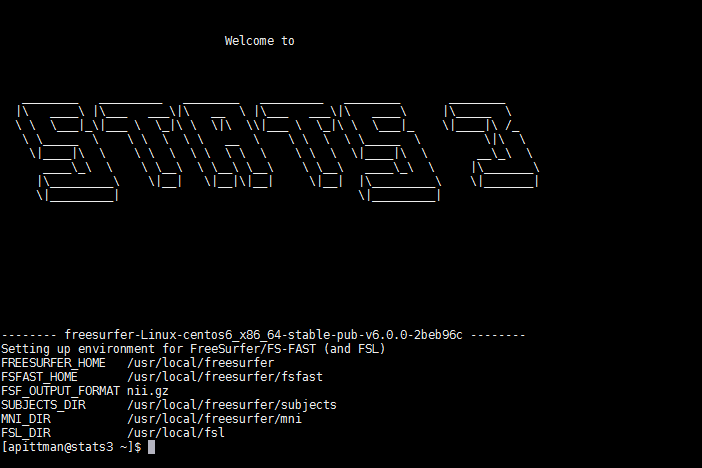 Welcome to
STATS 3
-------- freesurfer-Linux-centos6_x86_64-stable-pub-v6.0.0-2beb96c --------
Setting up environment for FreeSurfer/FS-FAST (and FSL)
FREESURFER_HOME   /usr/local/freesurfer
FSFAST_HOME       /usr/local/freesurfer/fsfast
FSF_OUTPUT_FORMAT nii.gz
SUBJECTS_DIR      /usr/local/freesurfer/subjects
MNI_DIR           /usr/local/freesurfer/mni
FSL_DIR           /usr/local/fsl
[apittman@stats3 ~]$